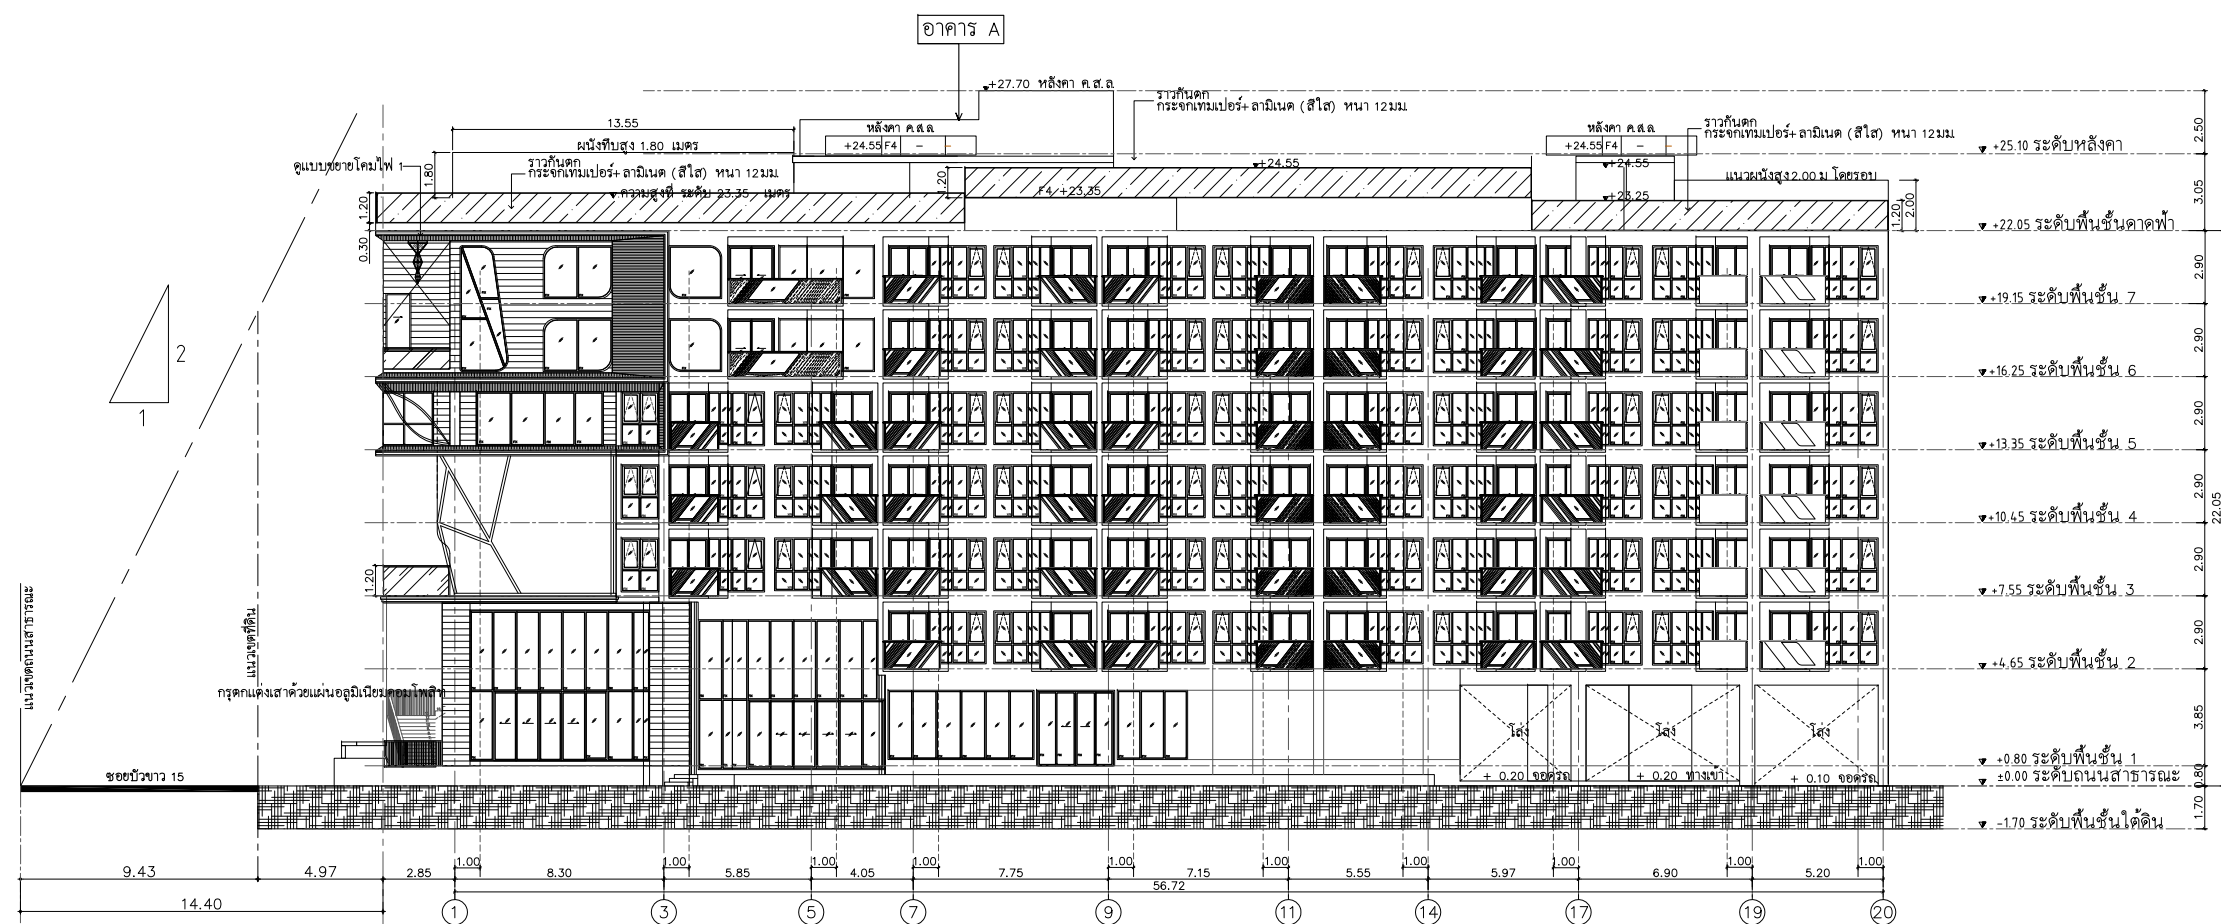 อาคาร A
+27.70 หลังคา ค.ส.ล.
ราวกันตก
กระจกเทมเปอร์+ลามิเนต (สีใส) หนา 12มม.
13.55
หลังคา ค.ส.ล.
+24.55 F4 - -
ผนังทึบสูง 1.80 เมตร
ราวกันตก
กระจกเทมเปอร์+ลามิเนต (สีใส) หนา 12มม.
หลังคา ค.ส.ล.
+24.55 F4 - -
ราวกันตก
กระจกเทมเปอร์+ลามิเนต (สีใส) หนา 12มม.
2.50
+25.10 ระดับหลังคา
ดูแบบขยายโคมไฟ 1
1.80
+24.55
+24.55
แนวผนังสูง 2.00 ม โดยรอบ
1.20
ความสูงที่ ระดับ 23.35 เมตร
1.20
F4 +23.35
+23.25
1.20
2.00
3.05
+22.05 ระดับพื้นชั้นดาดฟ้า
0.30
2.90
+19.15 ระดับพื้นชั้น 7
2
1
2.90
+16.25 ระดับพื้นชั้น 6
2.90
+13.35 ระดับพื้นชั้น 5
2.90
+10.45 ระดับพื้นชั้น 4
22.05
1.20
2.90
+7.55 ระดับพื้นชั้น 3
2.90
+4.65 ระดับพื้นชั้น 2
แนวเขตถนนสาธารณะ
แนวเขตที่ดิน
กรุตกแต่งเสาด้วยแผ่นอลูมิเนียมคอมโพสิท
โล่ง
โล่ง
โล่ง
3.85
+0.80 ระดับพื้นชั้น 1
0.80
±0.00 ระดับถนนสาธารณะ
ซอยบัวขาว 15
+ 0.20 จอดรถ
+ 0.20 ทางเข้า
+ 0.10 จอดรถ
1.70
-1.70 ระดับพื้นชั้นใต้ดิน
1.00 1.00 1.00 1.00 1.00 1.00 1.00 1.00 1.00 1.00
9.43 4.97 2.85 8.30 5.85 4.05 7.75 7.15 5.55 5.97 6.90 5.20
56.72
14.40
1 3 5 7 9 11 14 17 19 20